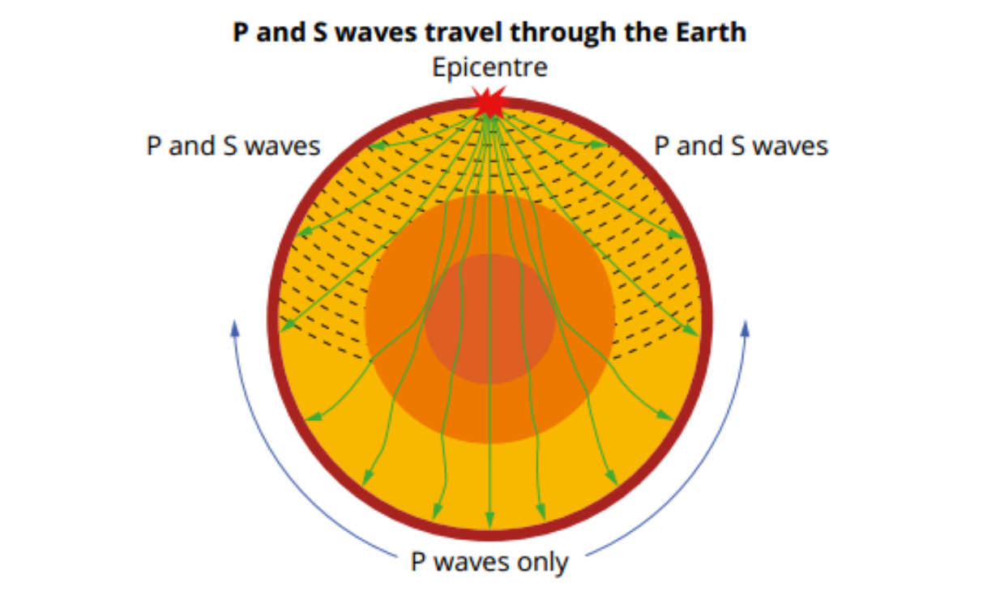 P and S waves travel through the Earth
Epicentre
P and S waves
P and S waves
P waves only